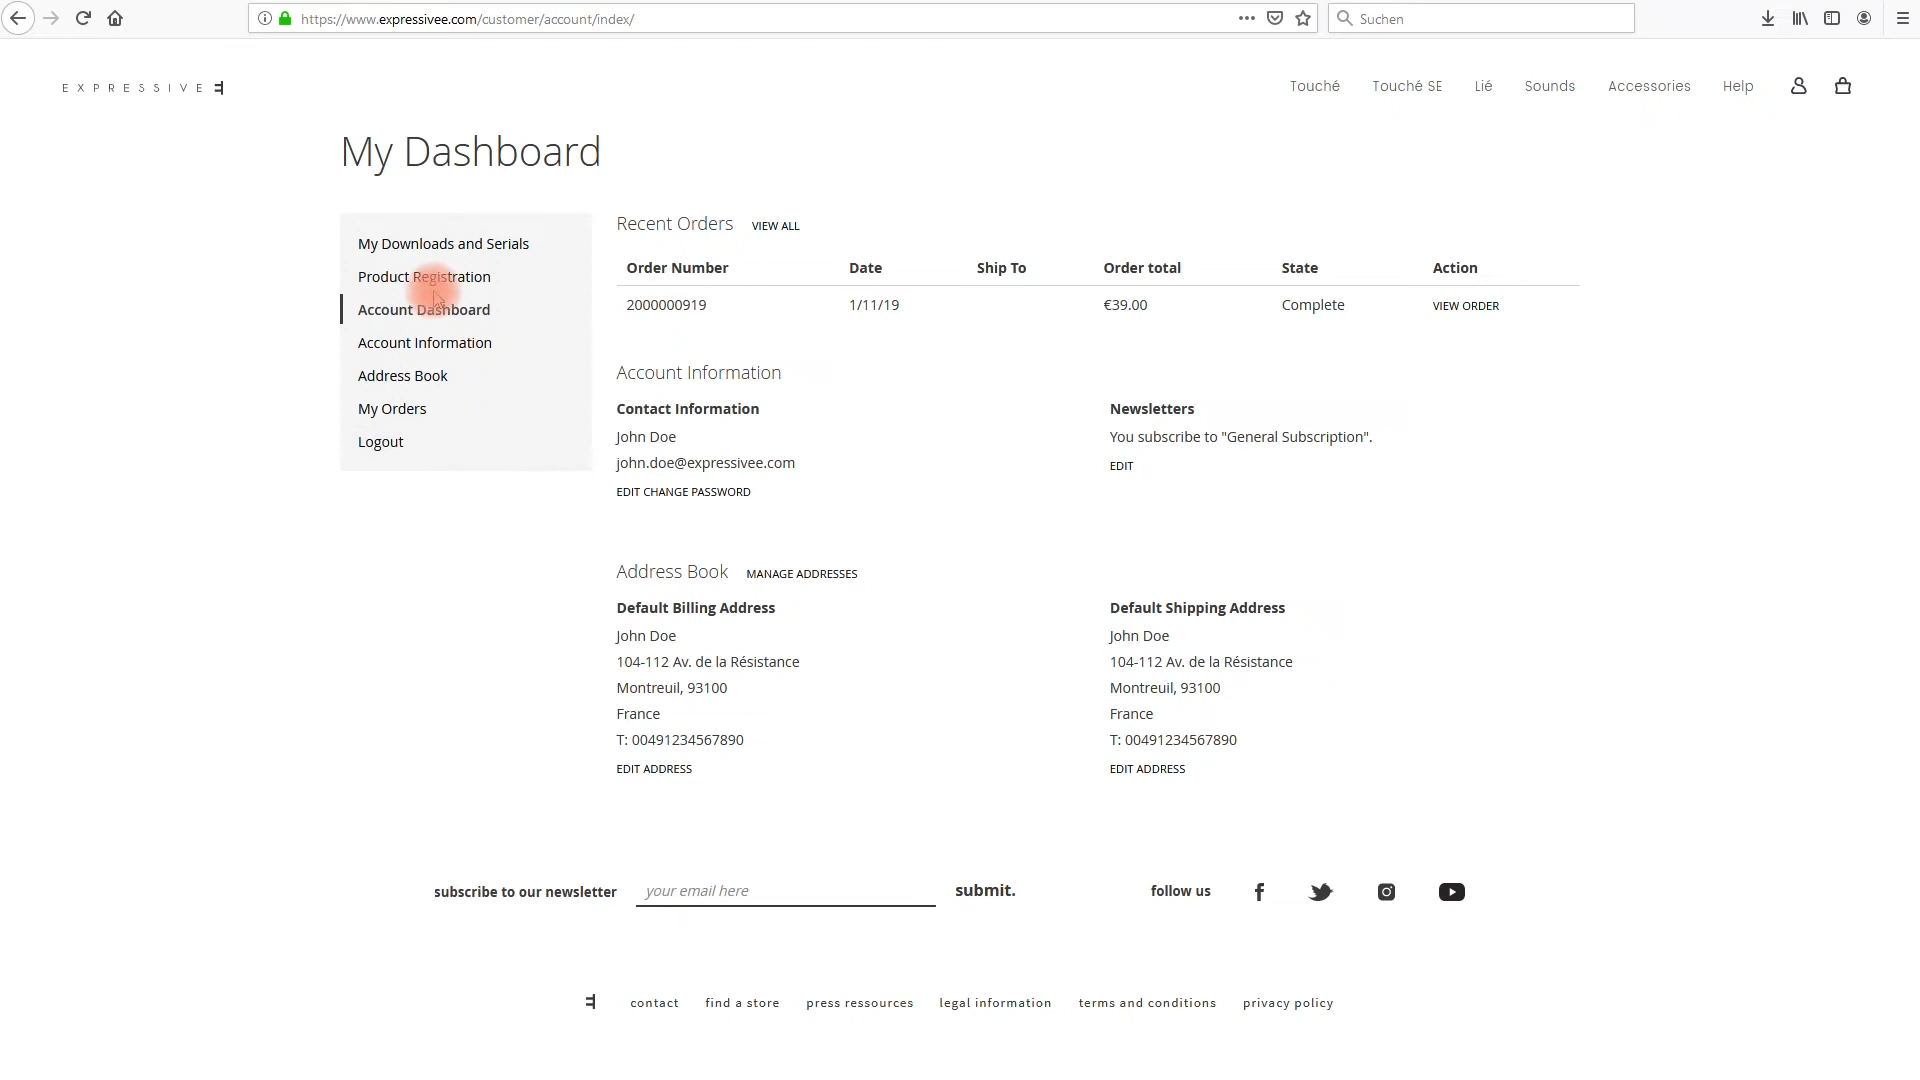 https://www.expressivee.com/customer/account/index/
Suchen
EXPRESSIVE E
Touché
Touché SE
Lié
Sounds
Accessories
Help
My Dashboard
My Downloads and Serials
Product Registration
Account Dashboard
Account Information
Address Book
My Orders
Logout
Recent Orders VIEW ALL
Order Number Date Ship To Order total State Action
2000000919 1/11/19 €39.00 Complete VIEW ORDER
Account Information
Contact Information
John Doe
john.doe@expressivee.com
EDIT CHANGE PASSWORD
Newsletters
You subscribe to "General Subscription".
EDIT
Address Book MANAGE ADDRESSES
Default Billing Address
John Doe
104-112 Av. de la Résistance
Montreuil, 93100
France
T: 00491234567890
EDIT ADDRESS
Default Shipping Address
John Doe
104-112 Av. de la Résistance
Montreuil, 93100
France
T: 00491234567890
EDIT ADDRESS
subscribe to our newsletter your email here submit.
follow us
contact find a store press ressources legal information terms and conditions privacy policy